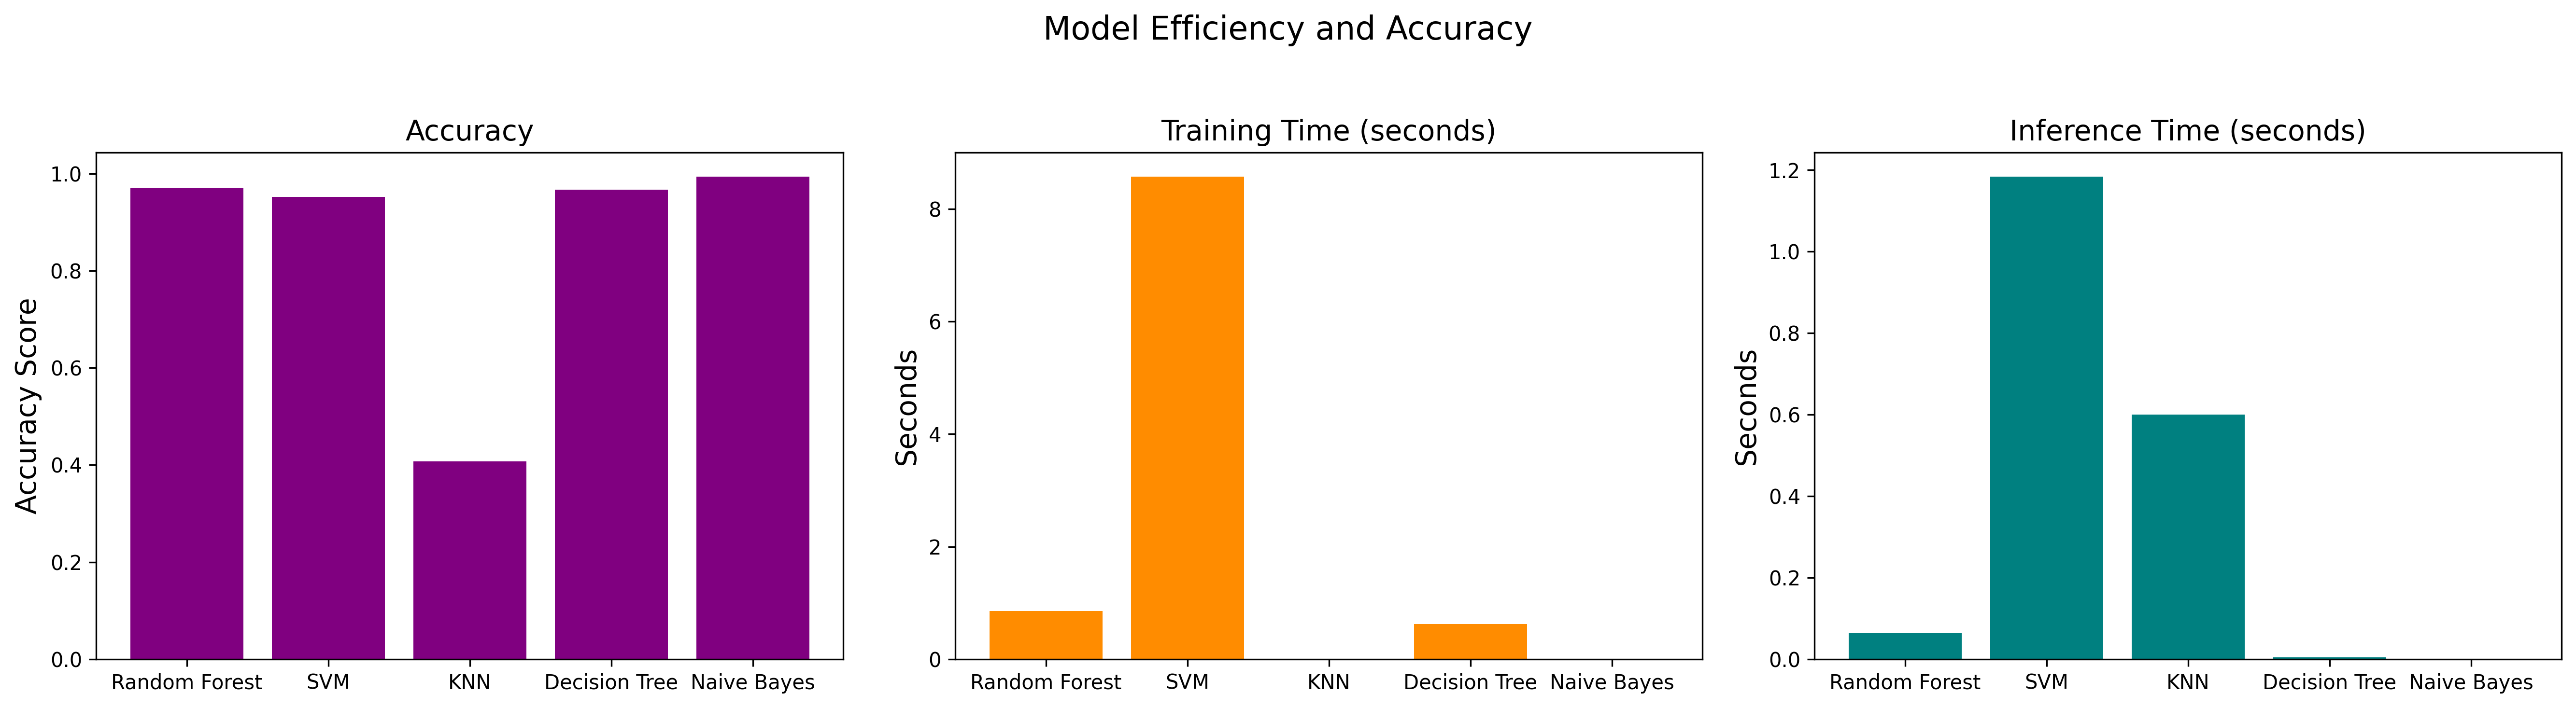 Model Efficiency and Accuracy
Accuracy
Accuracy Score
1.0
0.8
0.6
0.4
0.2
0.0
Random Forest SVM KNN Decision Tree Naive Bayes
Training Time (seconds)
Seconds
8
6
4
2
0
Random Forest SVM KNN Decision Tree Naive Bayes
Inference Time (seconds)
Seconds
1.2
1.0
0.8
0.6
0.4
0.2
0.0
Random Forest SVM KNN Decision Tree Naive Bayes